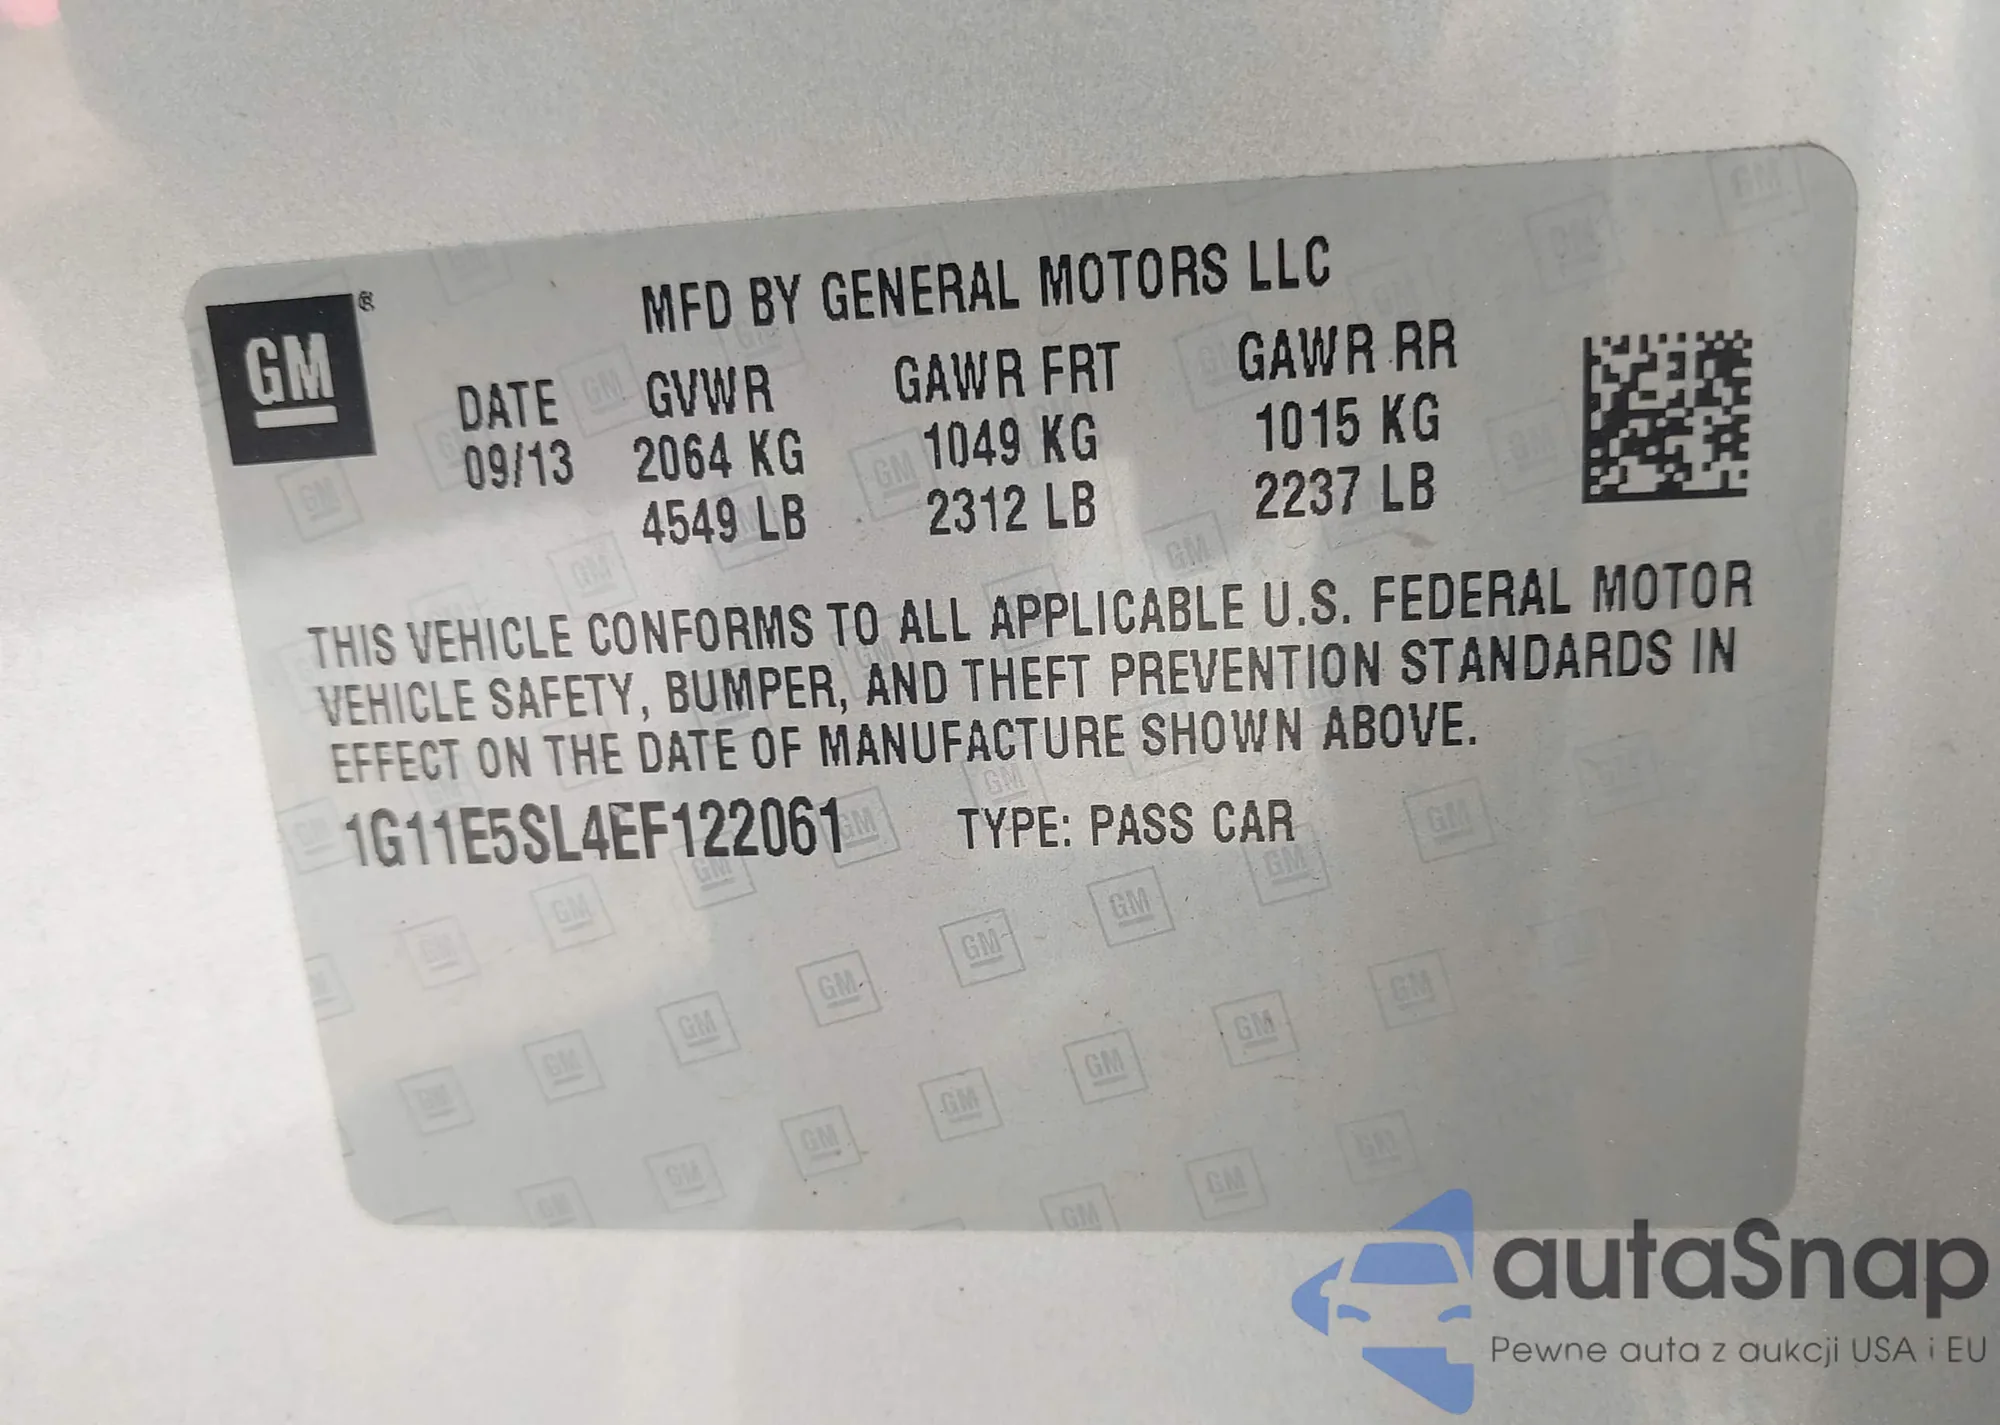 GM®
MFD BY GENERAL MOTORS LLC
DATE GVWR GAWR FRT GAWR RR
09/13 2064 KG 1049 KG 1015 KG
4549 LB 2312 LB 2237 LB
THIS VEHICLE CONFORMS TO ALL APPLICABLE U.S. FEDERAL MOTOR
VEHICLE SAFETY, BUMPER, AND THEFT PREVENTION STANDARDS IN
EFFECT ON THE DATE OF MANUFACTURE SHOWN ABOVE.
1G11E5SL4EF122061 TYPE: PASS CAR
autaSnap
Pewne auta z aukcji USA i EU